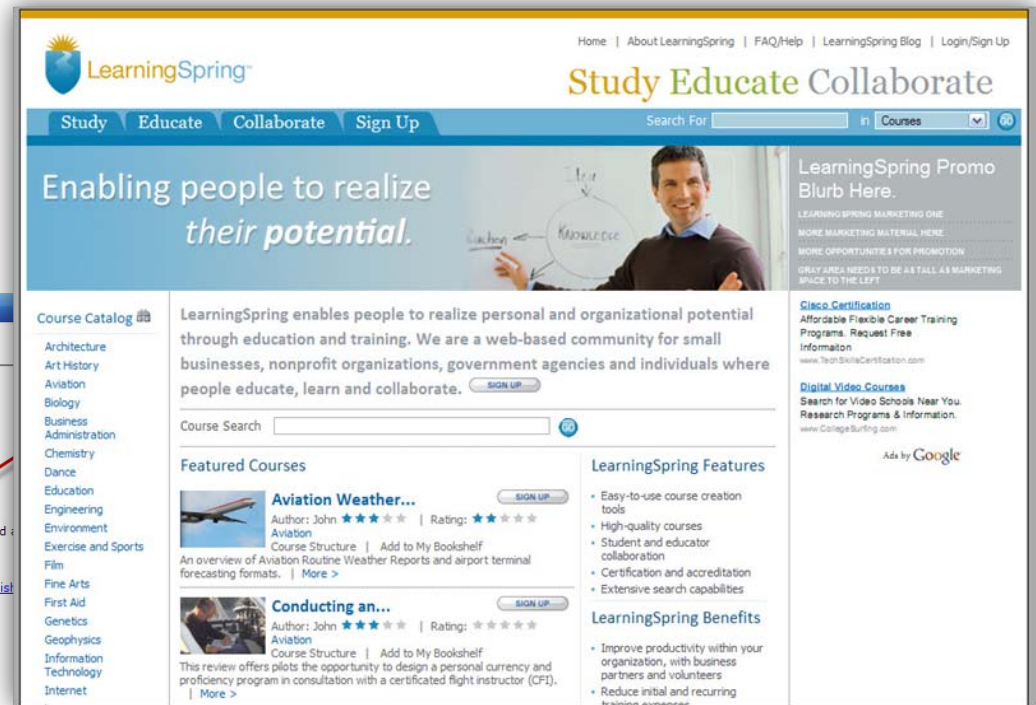 Home | About LearningSpring | FAQ/Help | LearningSpring Blog | Login/Sign Up
LearningSpring
Study Educate Collaborate
Study Educate Collaborate Sign Up
Search For in Courses GO
Enabling people to realize
their potential.
Idea
Knowledge
LearningSpring Promo
Blurb Here.
LEARNING SPRING MARKETING ONE
MORE MARKETING MATERIAL HERE
MORE OPPORTUNITIES FOR PROMOTION
GRAY AREA NEEDS TO BE AS TALL AS MARKETING
SPACE TO THE LEFT
Course Catalog
Architecture
Art History
Aviation
Biology
Business
Administration
Chemistry
Dance
Education
Engineering
Environment
Exercise and Sports
Film
Fine Arts
First Aid
Genetics
Geophysics
Information
Technology
Internet
LearningSpring enables people to realize personal and organizational potential
through education and training. We are a web-based community for small
businesses, nonprofit organizations, government agencies and individuals where
people educate, learn and collaborate. SIGN UP
Course Search GO
Featured Courses
Aviation Weather... SIGN UP
Author: John | Rating:
Aviation
Course Structure | Add to My Bookshelf
An overview of Aviation Routine Weather Reports and airport terminal
forecasting formats. | More >
Conducting an... SIGN UP
Author: John | Rating:
Aviation
Course Structure | Add to My Bookshelf
This review offers pilots the opportunity to design a personal currency and
proficiency program in consultation with a certificated flight instructor (CFI).
| More >
LearningSpring Features
Easy-to-use course creation
tools
High-quality courses
Student and educator
collaboration
Certification and accreditation
Extensive search capabilities
LearningSpring Benefits
Improve productivity within your
organization, with business
partners and volunteers
Reduce initial and recurring
training expenses
Cisco Certification
Affordable Flexible Career Training
Programs. Request Free
Informaiton
www.TechSkillsCertification.com
Digital Video Courses
Search for Video Schools Near You.
Research Programs & Information.
www.CollegeSurfing.com
Ads by Google